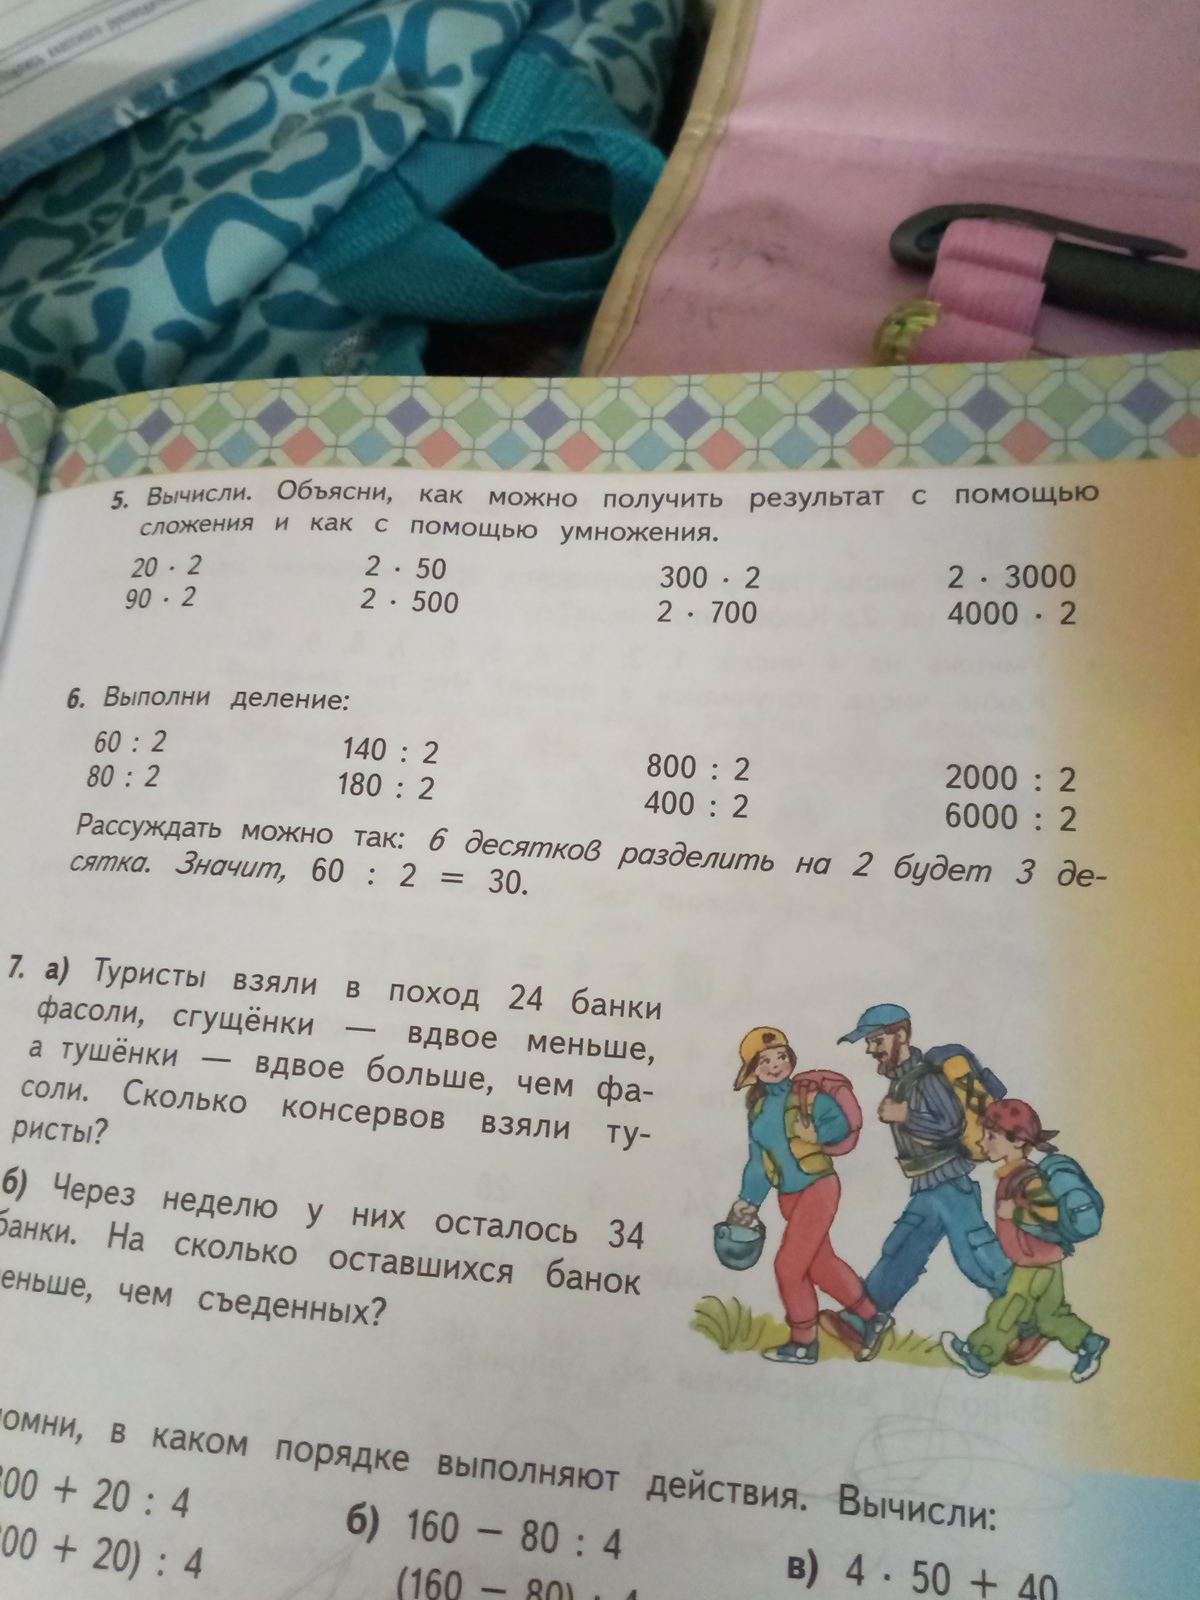 5. Вычисли. Объясни, как можно получить результат с помощью
сложения и как с помощью умножения.
20 · 2 2 · 50 300 · 2 2 · 3000
90 · 2 2 · 500 2 · 700 4000 · 2
6. Выполни деление:
60 : 2 140 : 2 800 : 2 2000 : 2
80 : 2 180 : 2 400 : 2 6000 : 2
Рассуждать можно так: 6 десятков разделить на 2 будет 3 де-
сятка. Значит, 60 : 2 = 30.
7. а) Туристы взяли в поход 24 банки
фасоли, сгущёнки — вдвое меньше,
а тушёнки — вдвое больше, чем фа-
соли. Сколько консервов взяли ту-
ристы?
б) Через неделю у них осталось 34
банки. На сколько оставшихся банок
еньше, чем съеденных?
омни, в каком порядке выполняют действия. Вычисли:
00 + 20 : 4 б) 160 − 80 : 4 в) 4 · 50 + 40
00 + 20) : 4 (160 − 80) :